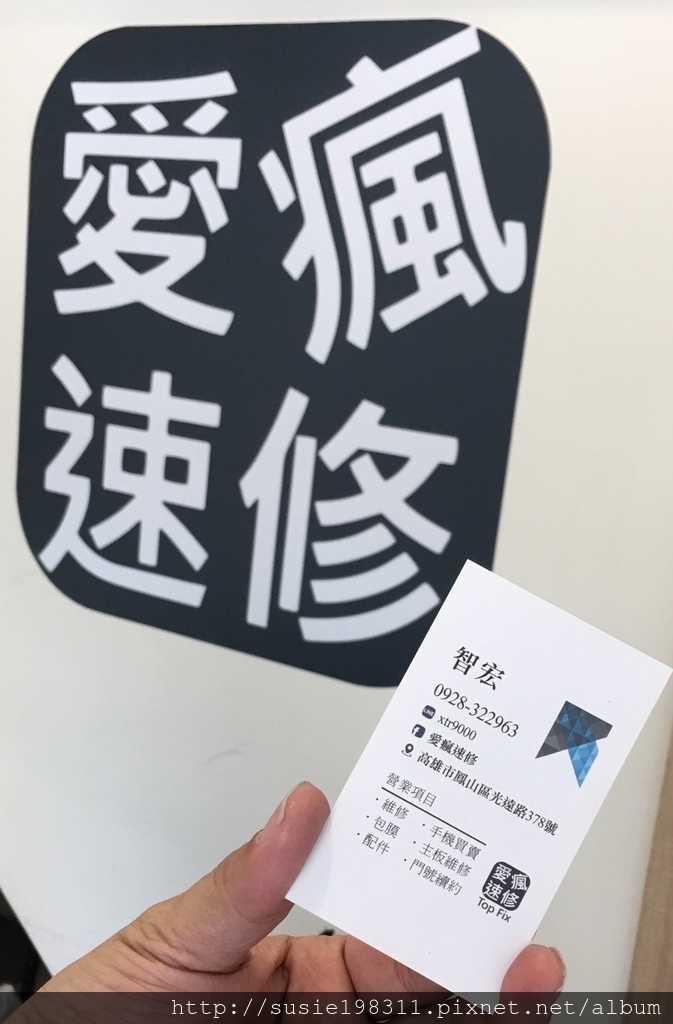 愛瘋
速修
智宏
0928-322963
LINE
xtr9000
愛瘋速修
高雄市鳳山區光遠路378號
營業項目
·維修 ·手機買賣
·包膜 ·主板維修
·配件 ·門號續約
愛瘋
速修
Top Fix
http://susie198311.pixnet.net/album